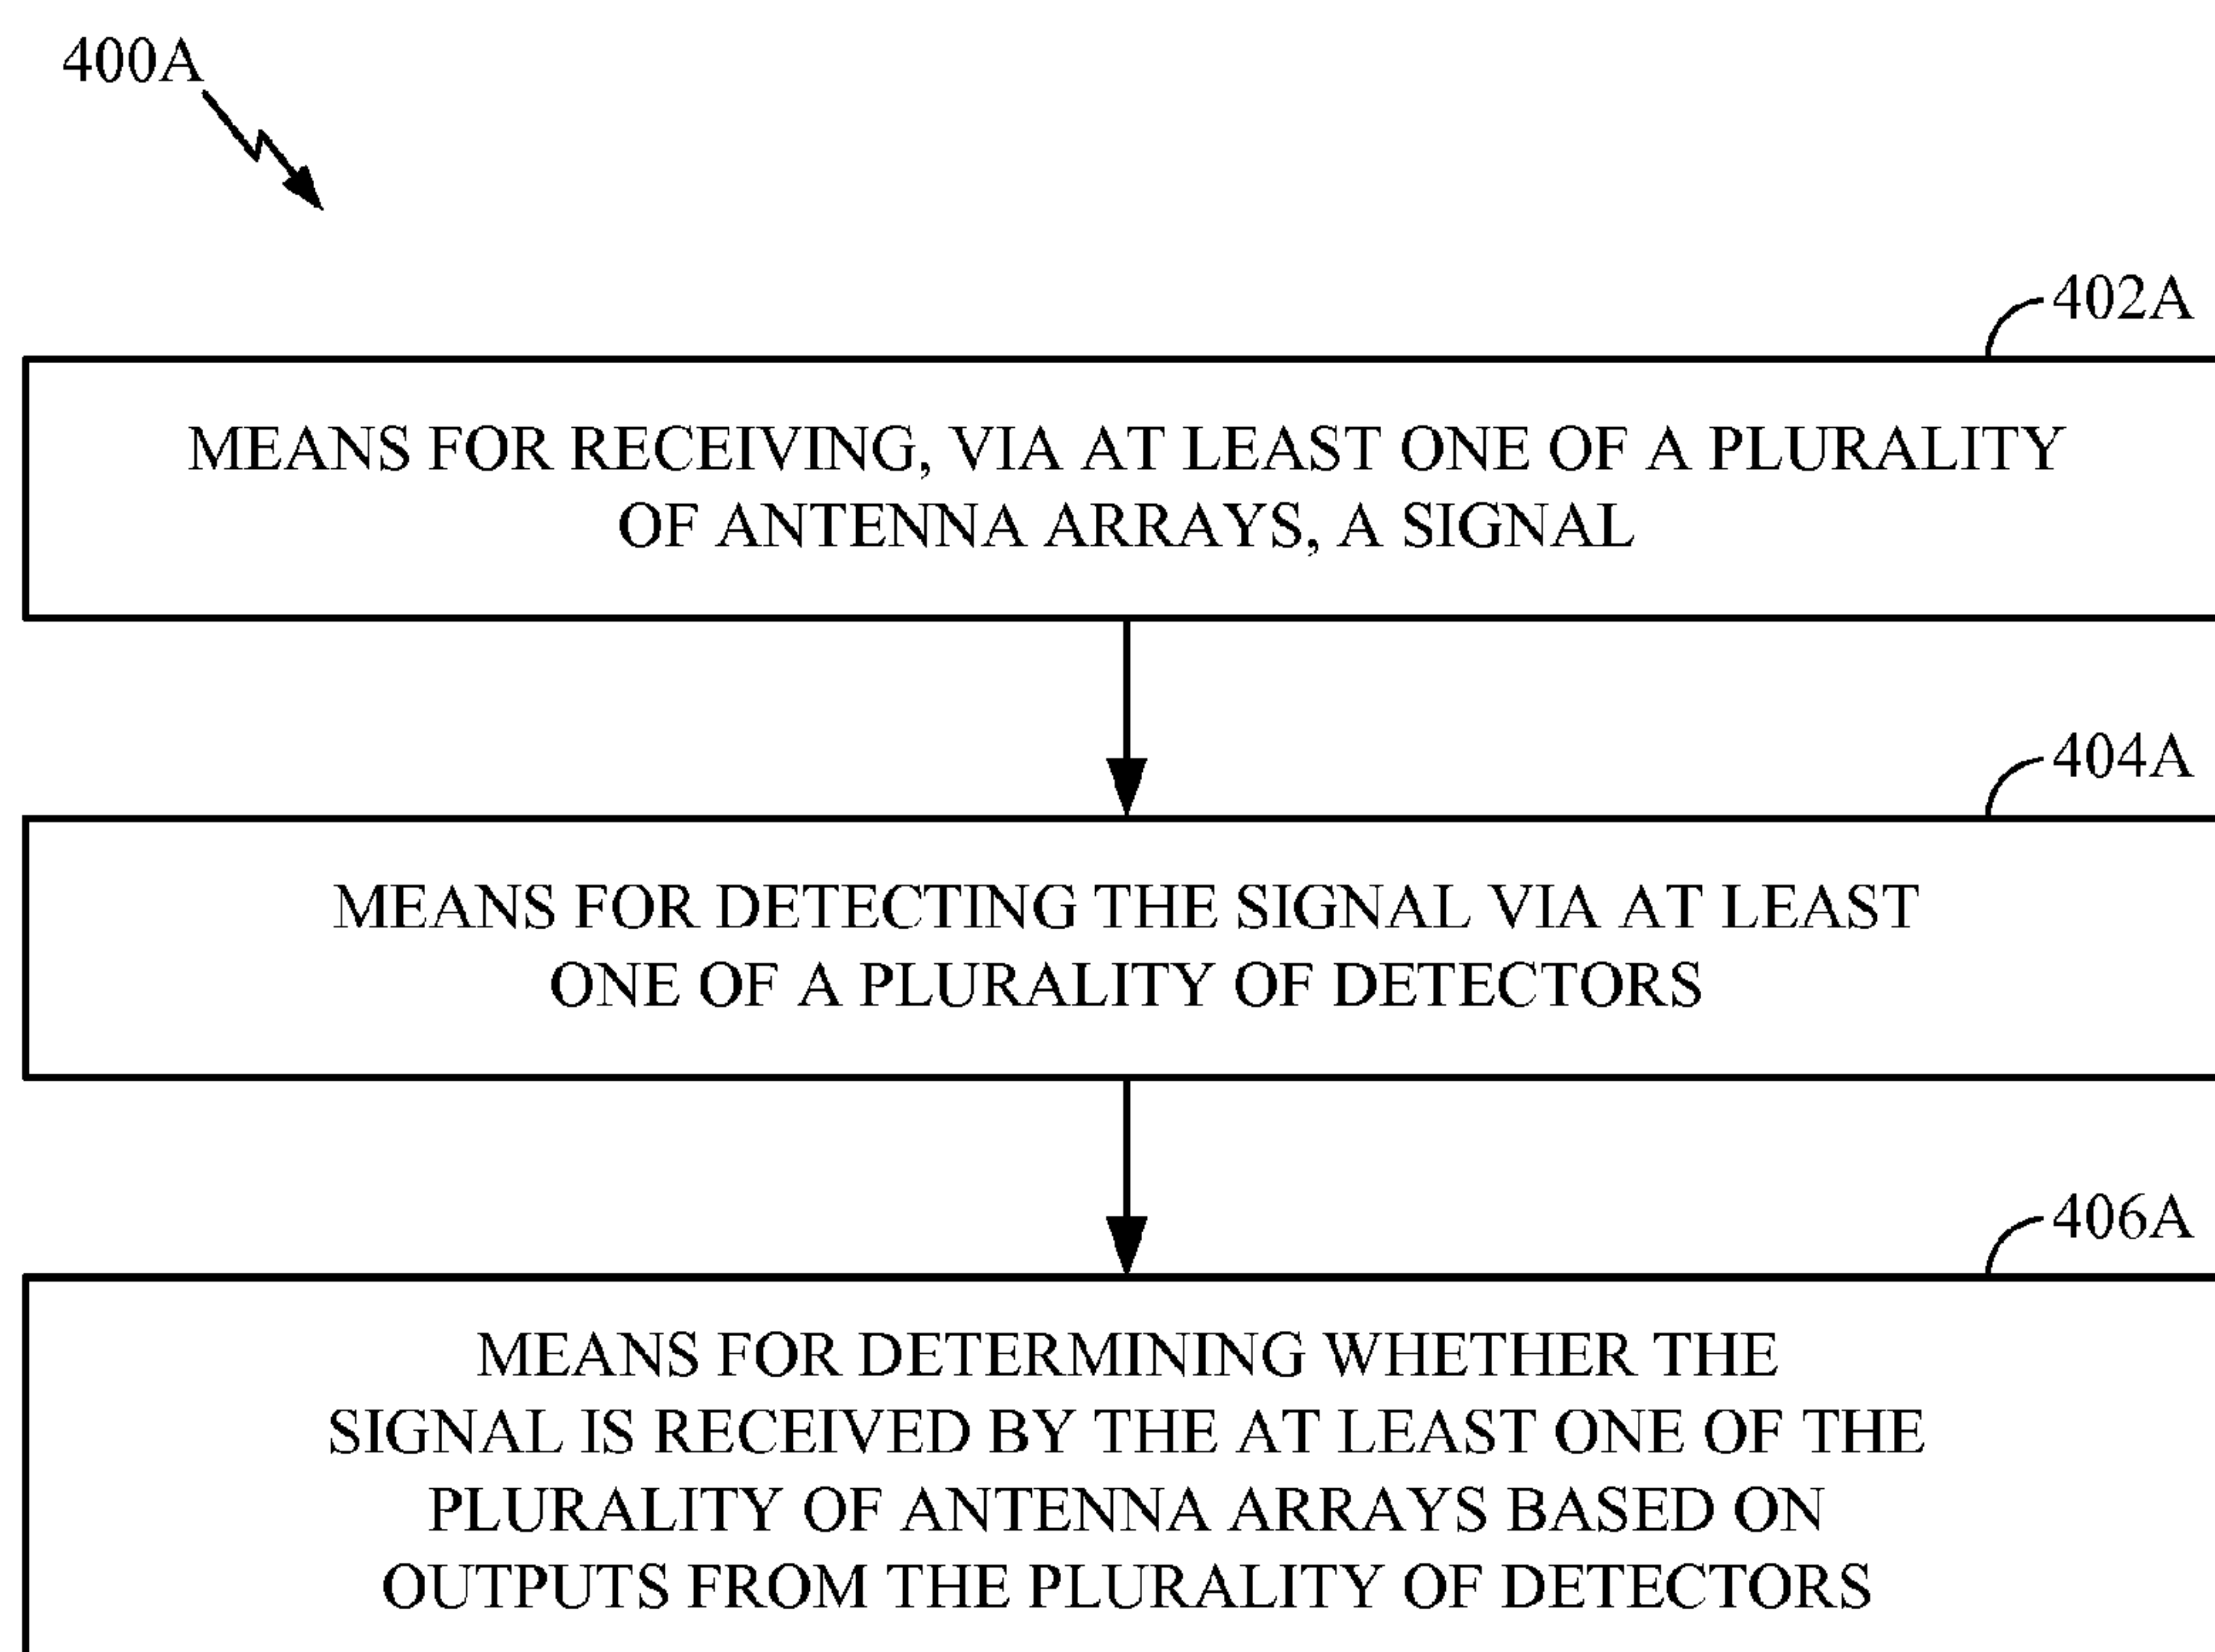 400A
402A
MEANS FOR RECEIVING, VIA AT LEAST ONE OF A PLURALITY
OF ANTENNA ARRAYS, A SIGNAL
404A
MEANS FOR DETECTING THE SIGNAL VIA AT LEAST
ONE OF A PLURALITY OF DETECTORS
406A
MEANS FOR DETERMINING WHETHER THE
SIGNAL IS RECEIVED BY THE AT LEAST ONE OF THE
PLURALITY OF ANTENNA ARRAYS BASED ON
OUTPUTS FROM THE PLURALITY OF DETECTORS